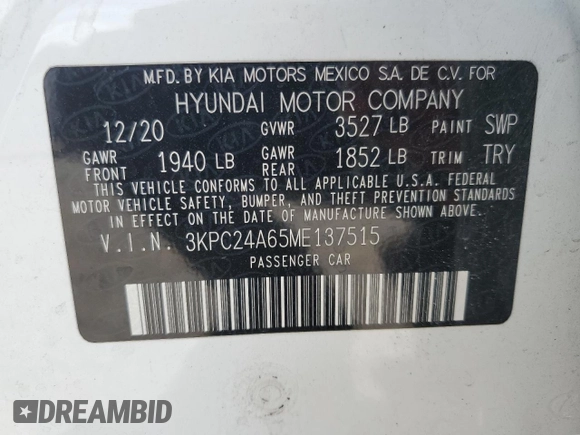 MFD. BY KIA MOTORS MEXICO S.A. DE C.V. FOR
HYUNDAI MOTOR COMPANY
12/20 GVWR 3527 LB PAINT SWP
GAWR FRONT 1940 LB GAWR REAR 1852 LB TRIM TRY
THIS VEHICLE CONFORMS TO ALL APPLICABLE U.S.A. FEDERAL
MOTOR VEHICLE SAFETY, BUMPER, AND THEFT PREVENTION STANDARDS
IN EFFECT ON THE DATE OF MANUFACTURE SHOWN ABOVE.
V.I.N. 3KPC24A65ME137515
PASSENGER CAR
DREAMBID